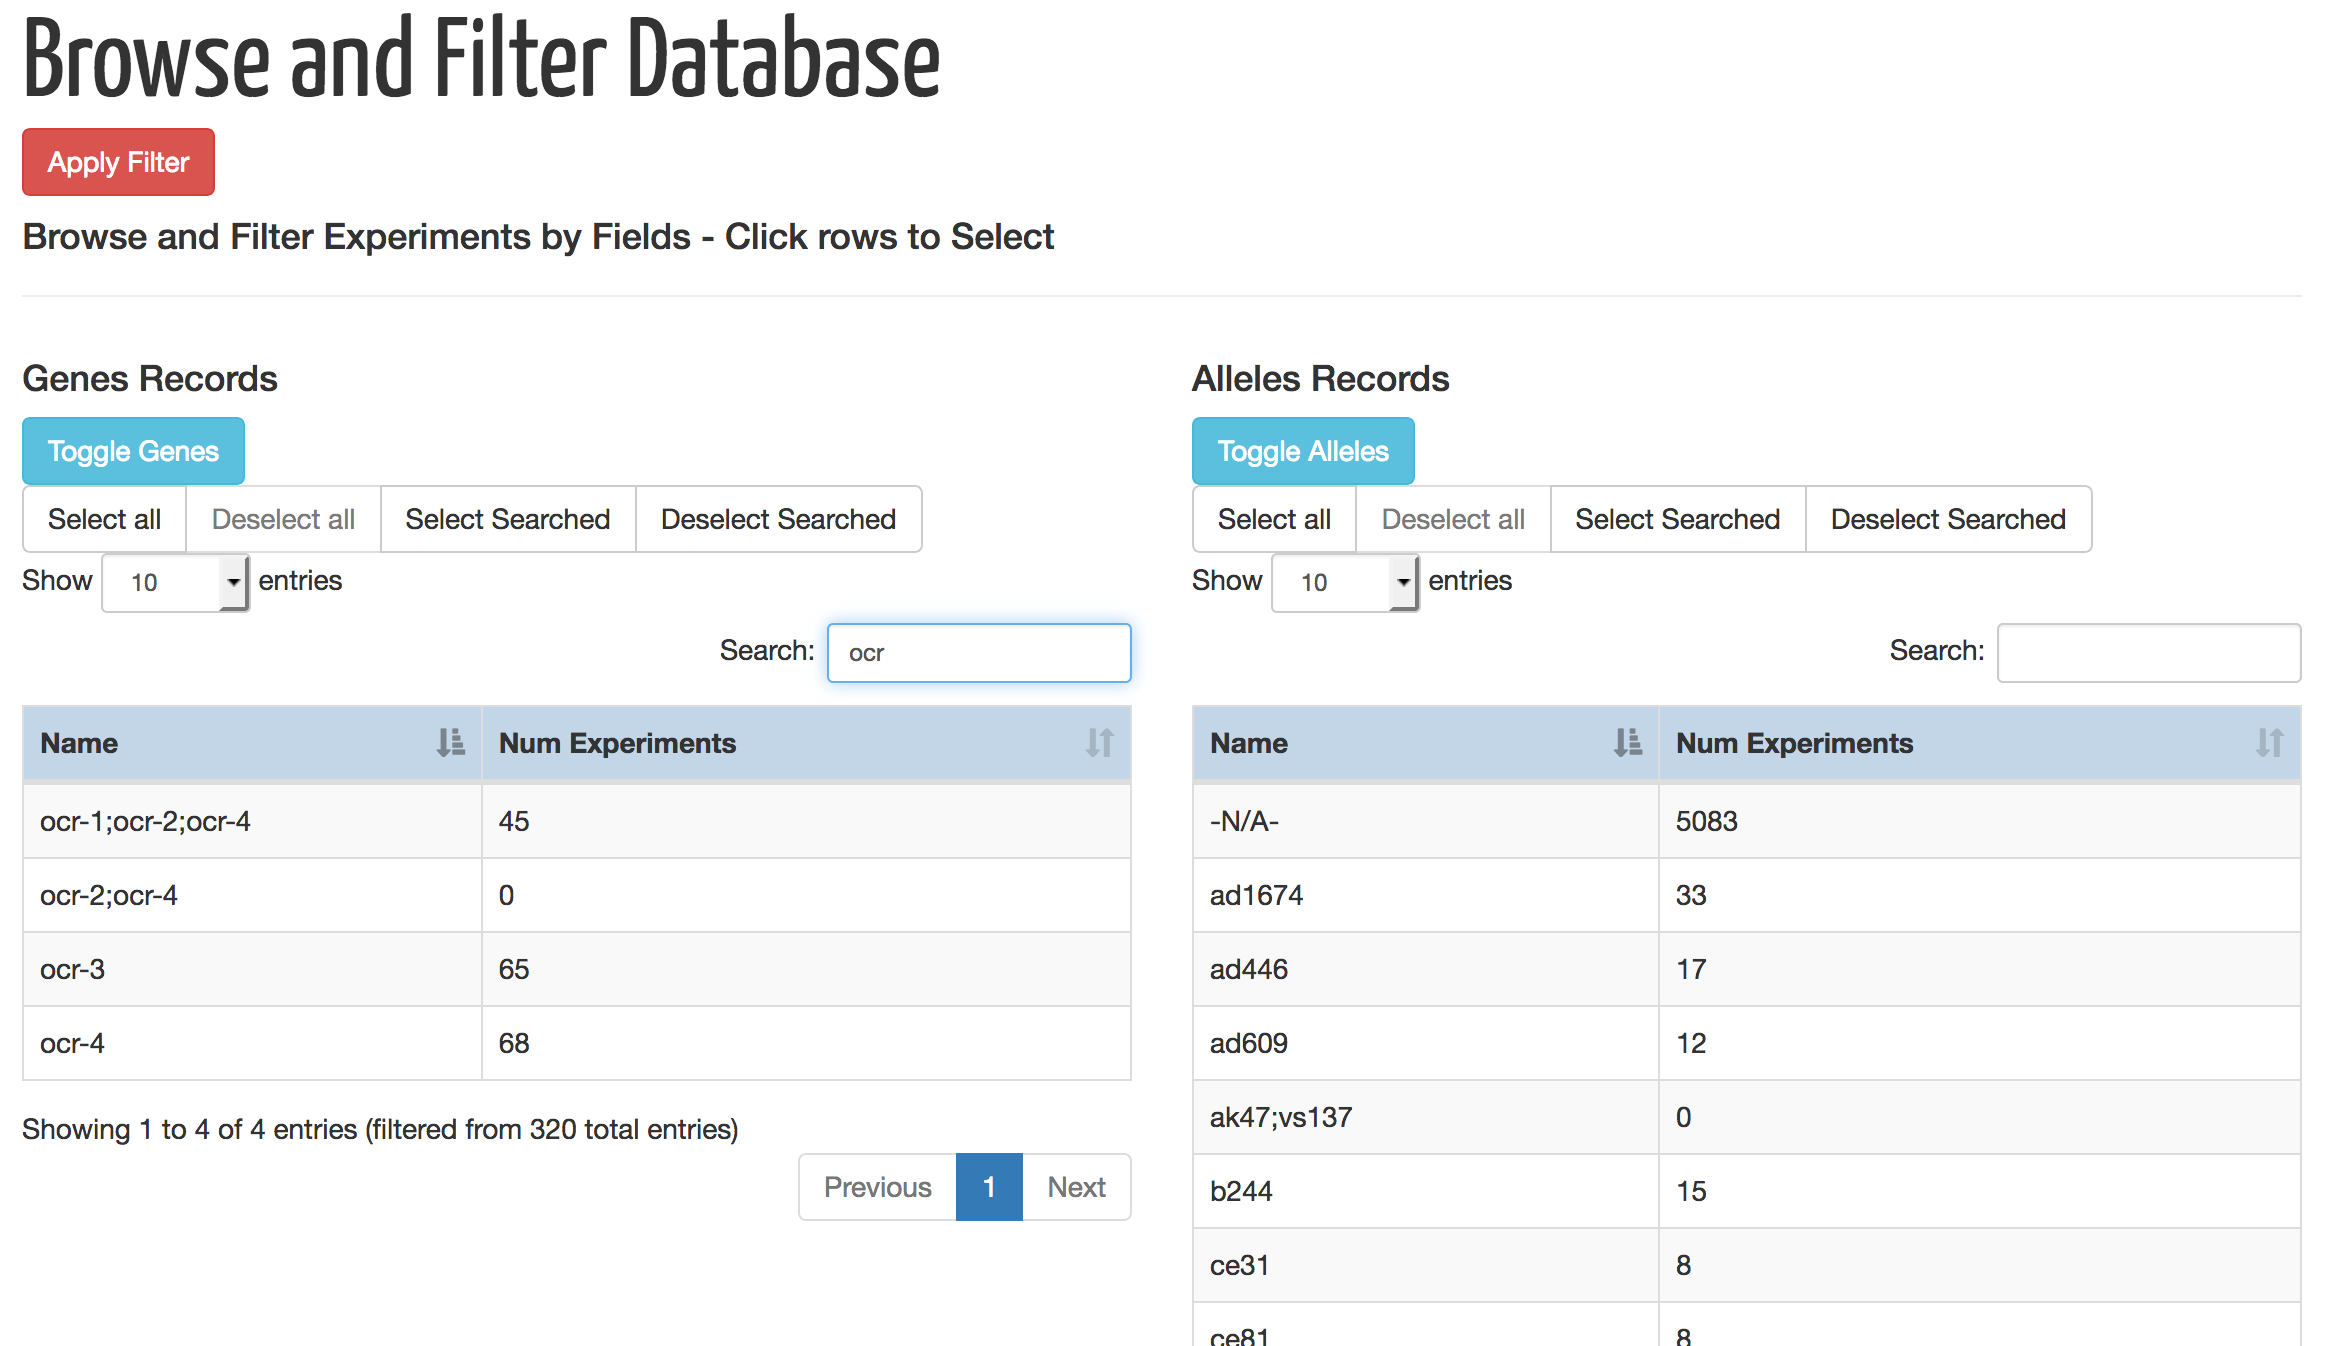 Browse and Filter Database
Apply Filter
Browse and Filter Experiments by Fields - Click rows to Select
Genes Records
Toggle Genes
Select all Deselect all Select Searched Deselect Searched
Show 10 entries
Search: ocr
Name Num Experiments
ocr-1;ocr-2;ocr-4 45
ocr-2;ocr-4 0
ocr-3 65
ocr-4 68
Showing 1 to 4 of 4 entries (filtered from 320 total entries)
Previous 1 Next
Alleles Records
Toggle Alleles
Select all Deselect all Select Searched Deselect Searched
Show 10 entries
Search:
Name Num Experiments
-N/A- 5083
ad1674 33
ad446 17
ad609 12
ak47;vs137 0
b244 15
ce31 8
ce81 8